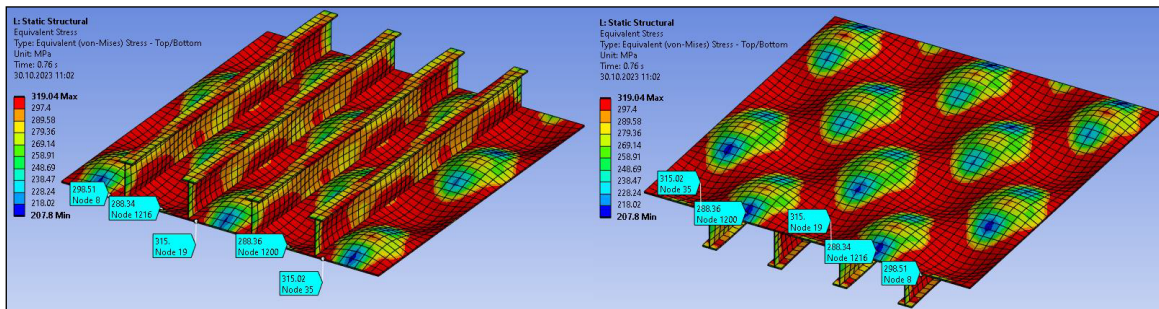 L: Static Structural
Equivalent Stress
Type: Equivalent (von-Mises) Stress - Top/Bottom
Unit: MPa
Time: 0.76 s
30.10.2023 11:02
319.04 Max
297.4
289.58
279.36
269.14
258.91
248.69
238.47
228.24
218.02
207.8 Min
298.51
Node 8
288.34
Node 1216
315.
Node 19
288.36
Node 1200
315.02
Node 35
L: Static Structural
Equivalent Stress
Type: Equivalent (von-Mises) Stress - Top/Bottom
Unit: MPa
Time: 0.76 s
30.10.2023 11:02
319.04 Max
297.4
289.58
279.36
269.14
258.91
248.69
238.47
228.24
218.02
207.8 Min
315.02
Node 35
288.36
Node 1200
315.
Node 19
288.34
Node 1216
298.51
Node 8